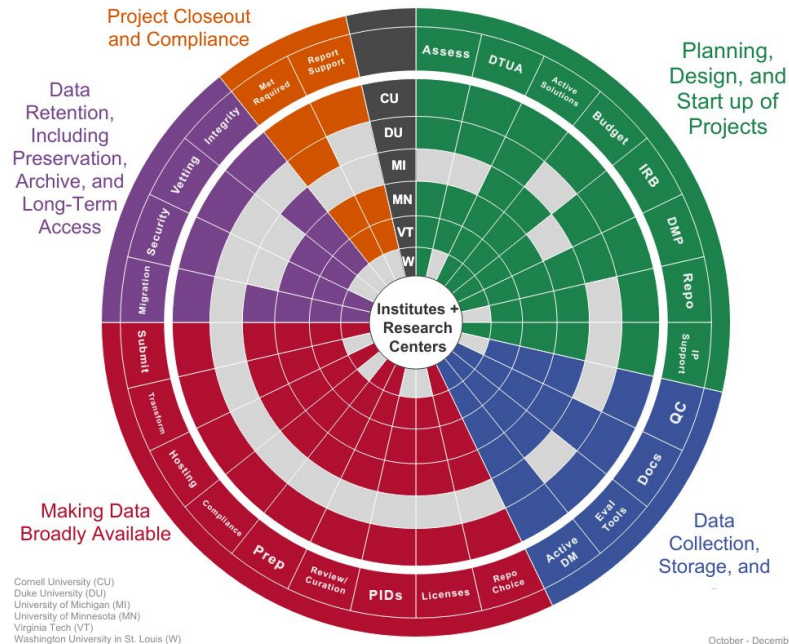 Project Closeout
and Compliance
Planning,
Design, and
Start up of
Projects
Data
Retention,
Including
Preservation,
Archive, and
Long-Term
Access
Making Data
Broadly Available
Data
Collection,
Storage, and
Assess
DTUA
Active
Solutions
Budget
IRB
DMP
Repo
IP
Support
QC
Docs
Eval
Tools
Active
DM
Repo
Choice
Licenses
PIDs
Review/
Curation
Prep
Compliance
Hosting
Transform
Submit
Migration
Security
Vetting
Integrity
Met
Required
Report
Support
CU
DU
MI
MN
VT
W
Institutes +
Research
Centers
Cornell University (CU)
Duke University (DU)
University of Michigan (MI)
University of Minnesota (MN)
Virginia Tech (VT)
Washington University in St. Louis (W)
October - Decemb